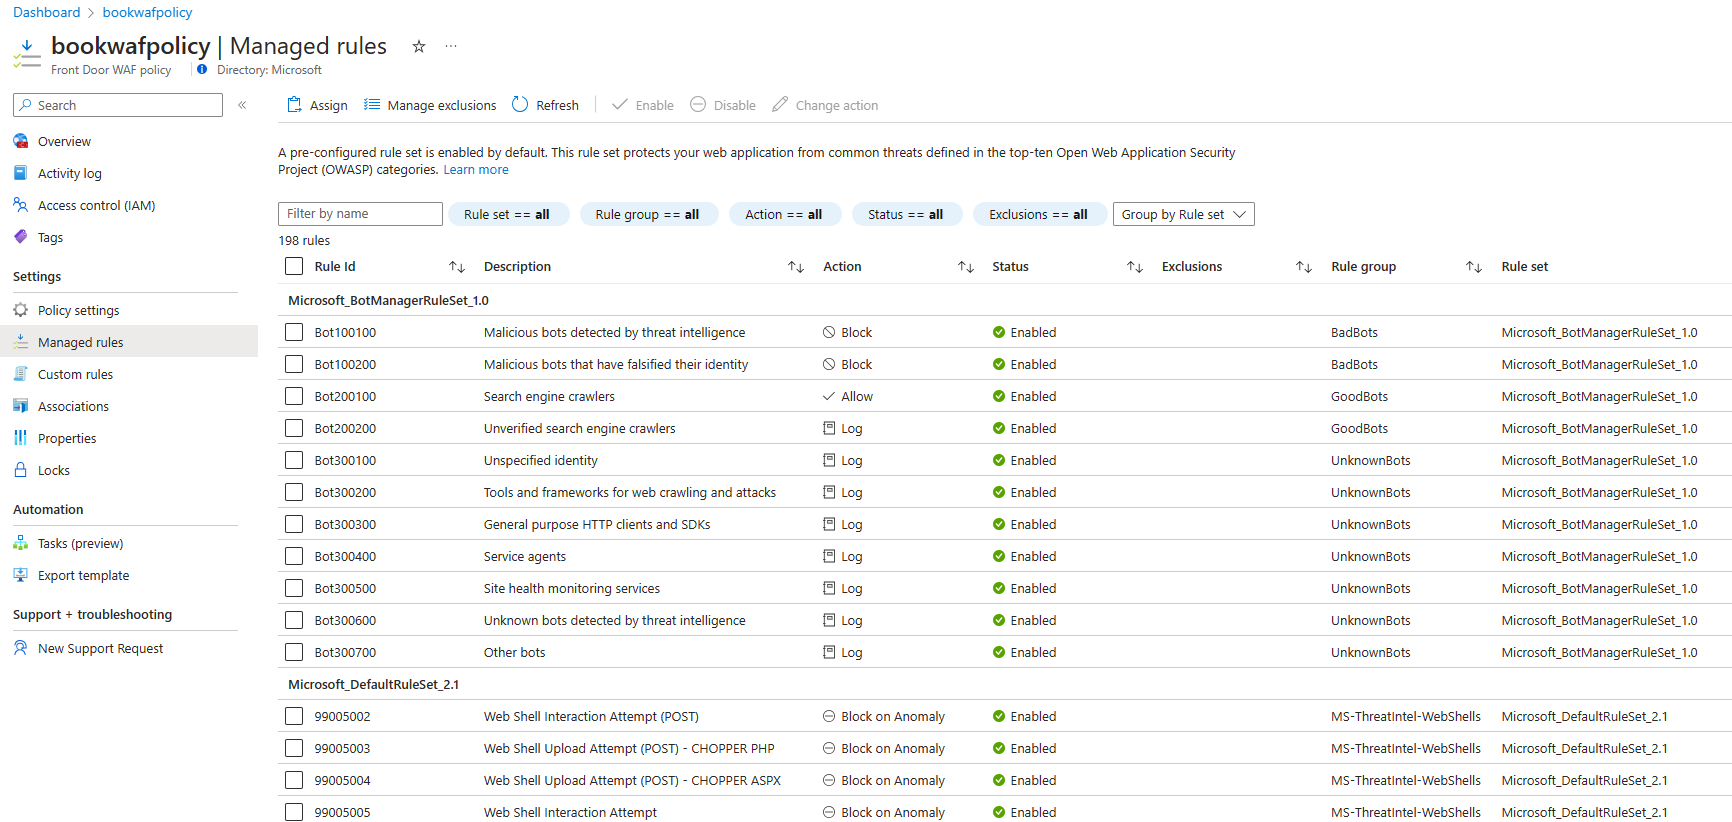 Dashboard > bookwafpolicy
bookwafpolicy | Managed rules
Front Door WAF policy
Directory: Microsoft
Search
Overview
Activity log
Access control (IAM)
Tags
Settings
Policy settings
Managed rules
Custom rules
Associations
Properties
Locks
Automation
Tasks (preview)
Export template
Support + troubleshooting
New Support Request
Assign Manage exclusions Refresh Enable Disable Change action
A pre-configured rule set is enabled by default. This rule set protects your web application from common threats defined in the top-ten Open Web Application Security
Project (OWASP) categories. Learn more
Filter by name Rule set == all Rule group == all Action == all Status == all Exclusions == all Group by Rule set
198 rules
Rule Id Description Action Status Exclusions Rule group Rule set
Microsoft_BotManagerRuleSet_1.0
Bot100100 Malicious bots detected by threat intelligence Block Enabled BadBots Microsoft_BotManagerRuleSet_1.0
Bot100200 Malicious bots that have falsified their identity Block Enabled BadBots Microsoft_BotManagerRuleSet_1.0
Bot200100 Search engine crawlers Allow Enabled GoodBots Microsoft_BotManagerRuleSet_1.0
Bot200200 Unverified search engine crawlers Log Enabled GoodBots Microsoft_BotManagerRuleSet_1.0
Bot300100 Unspecified identity Log Enabled UnknownBots Microsoft_BotManagerRuleSet_1.0
Bot300200 Tools and frameworks for web crawling and attacks Log Enabled UnknownBots Microsoft_BotManagerRuleSet_1.0
Bot300300 General purpose HTTP clients and SDKs Log Enabled UnknownBots Microsoft_BotManagerRuleSet_1.0
Bot300400 Service agents Log Enabled UnknownBots Microsoft_BotManagerRuleSet_1.0
Bot300500 Site health monitoring services Log Enabled UnknownBots Microsoft_BotManagerRuleSet_1.0
Bot300600 Unknown bots detected by threat intelligence Log Enabled UnknownBots Microsoft_BotManagerRuleSet_1.0
Bot300700 Other bots Log Enabled UnknownBots Microsoft_BotManagerRuleSet_1.0
Microsoft_DefaultRuleSet_2.1
99005002 Web Shell Interaction Attempt (POST) Block on Anomaly Enabled MS-ThreatIntel-WebShells Microsoft_DefaultRuleSet_2.1
99005003 Web Shell Upload Attempt (POST) - CHOPPER PHP Block on Anomaly Enabled MS-ThreatIntel-WebShells Microsoft_DefaultRuleSet_2.1
99005004 Web Shell Upload Attempt (POST) - CHOPPER ASPX Block on Anomaly Enabled MS-ThreatIntel-WebShells Microsoft_DefaultRuleSet_2.1
99005005 Web Shell Interaction Attempt Block on Anomaly Enabled MS-ThreatIntel-WebShells Microsoft_DefaultRuleSet_2.1